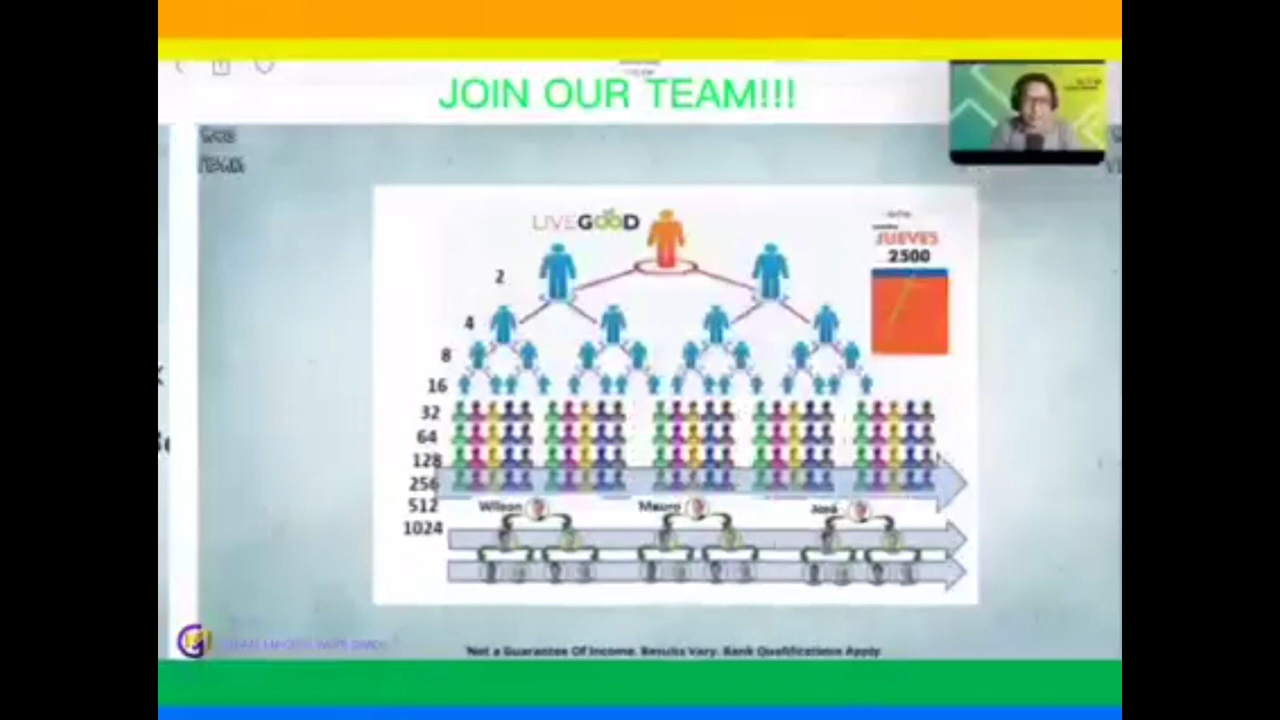 JOIN OUR TEAM!!!
LIVEGOOD
JUEVES
2500
2
4
8
16
32
64
128
256
512
1024
Wilson
Mauro
José
Not a Guarantee Of Income. Results Vary. Rank Qualifications Apply